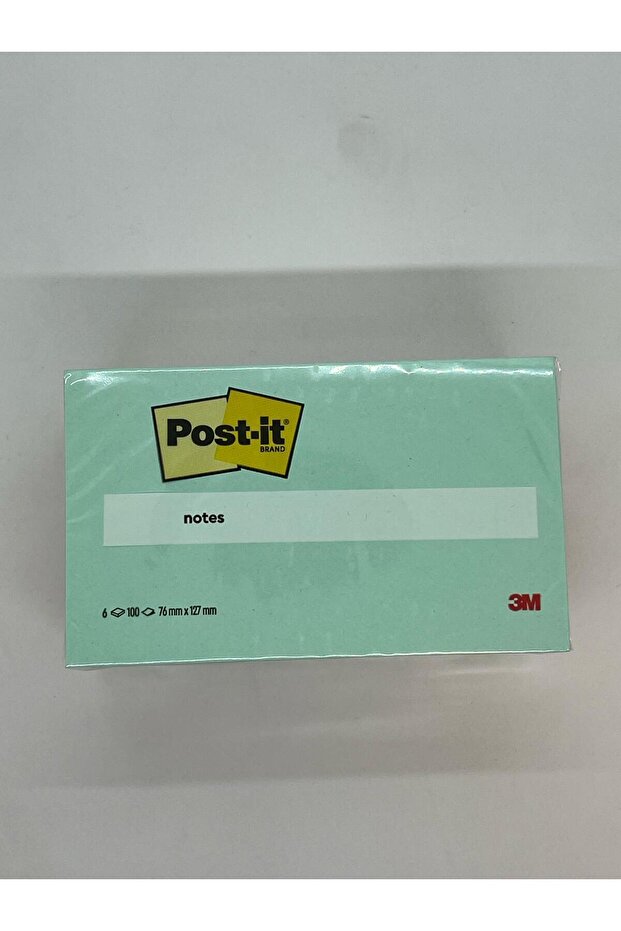 Post-it®
BRAND
notes
6 100 76 mm x 127 mm
3M